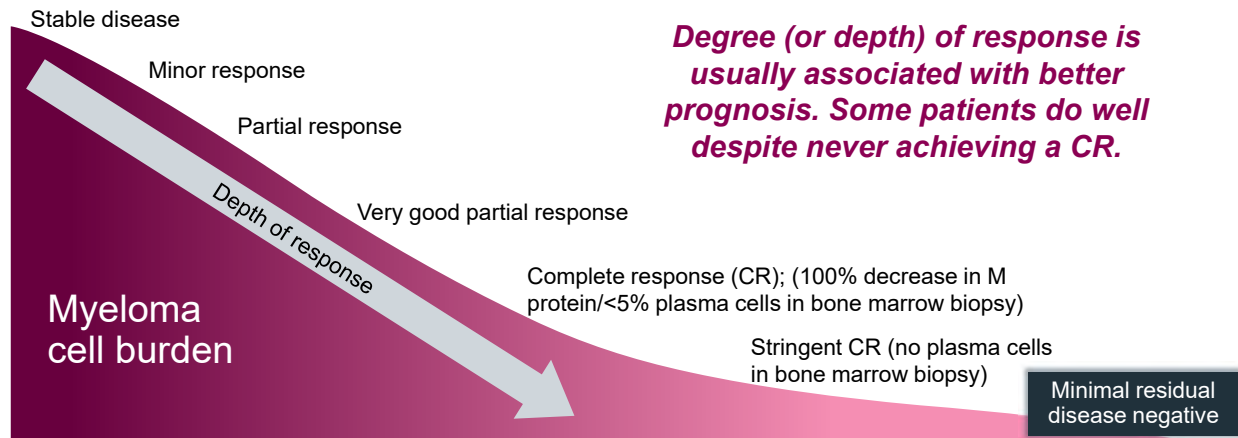 Stable disease
Minor response
Partial response
Very good partial response
Complete response (CR); (100% decrease in M
protein/<5% plasma cells in bone marrow biopsy)
Stringent CR (no plasma cells
in bone marrow biopsy)
Minimal residual
disease negative
Depth of response
Myeloma
cell burden
Degree (or depth) of response is
usually associated with better
prognosis. Some patients do well
despite never achieving a CR.